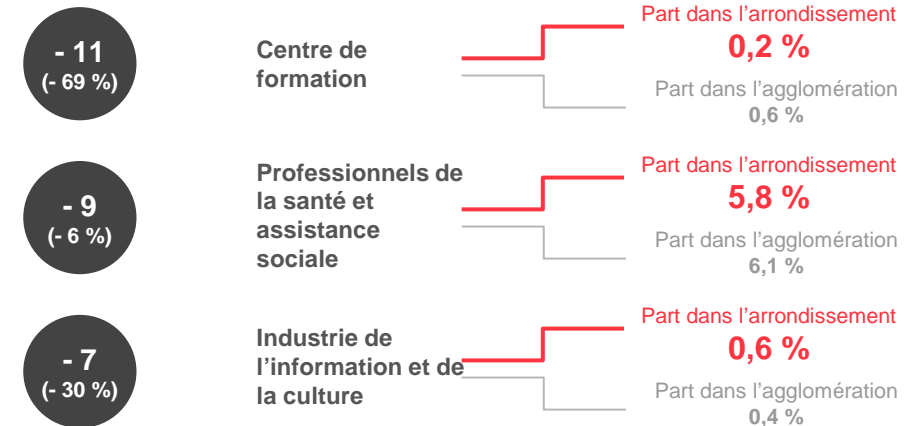 - 11
(- 69 %)
Centre de
formation
Part dans l'arrondissement
0,2 %
Part dans l'agglomération
0,6 %
- 9
(- 6 %)
Professionnels de
la santé et
assistance
sociale
Part dans l'arrondissement
5,8 %
Part dans l'agglomération
6,1 %
- 7
(- 30 %)
Industrie de
l'information et de
la culture
Part dans l'arrondissement
0,6 %
Part dans l'agglomération
0,4 %